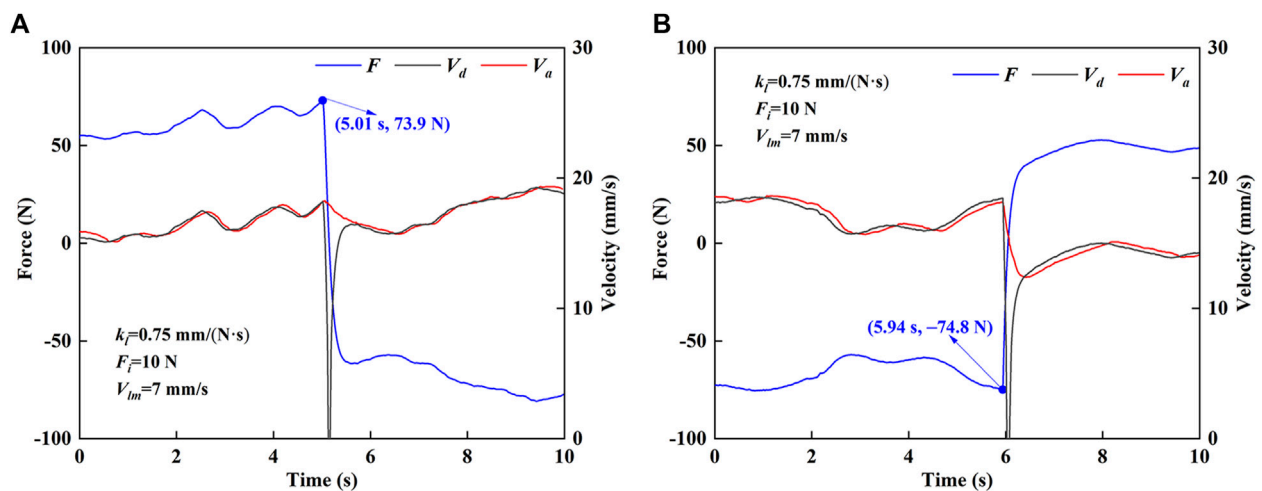 A
F V_d V_a
(5.01 s, 73.9 N)
k_l=0.75 mm/(N·s)
F_i=10 N
V_lm=7 mm/s
100
50
0
-50
-100
Force (N)
30
20
10
0
Velocity (mm/s)
0 2 4 6 8 10
Time (s)
B
F V_d V_a
k_l=0.75 mm/(N·s)
F_i=10 N
V_lm=7 mm/s
(5.94 s, −74.8 N)
100
50
0
-50
-100
Force (N)
30
20
10
0
Velocity (mm/s)
0 2 4 6 8 10
Time (s)